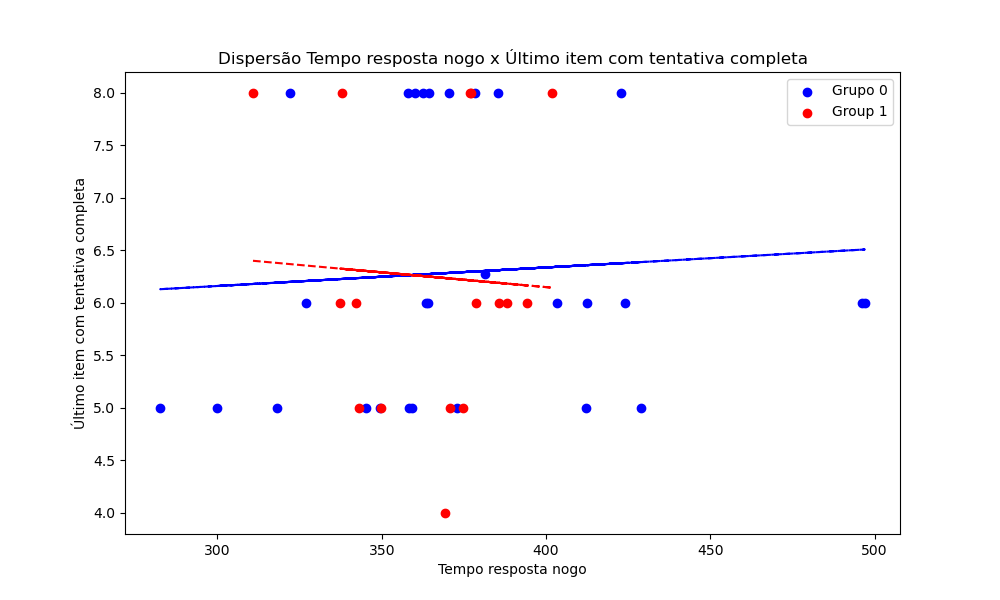 Dispersão Tempo resposta nogo x Último item com tentativa completa
Grupo 0
Group 1
8.0
7.5
7.0
6.5
6.0
5.5
5.0
4.5
4.0
Último item com tentativa completa
300
350
400
450
500
Tempo resposta nogo